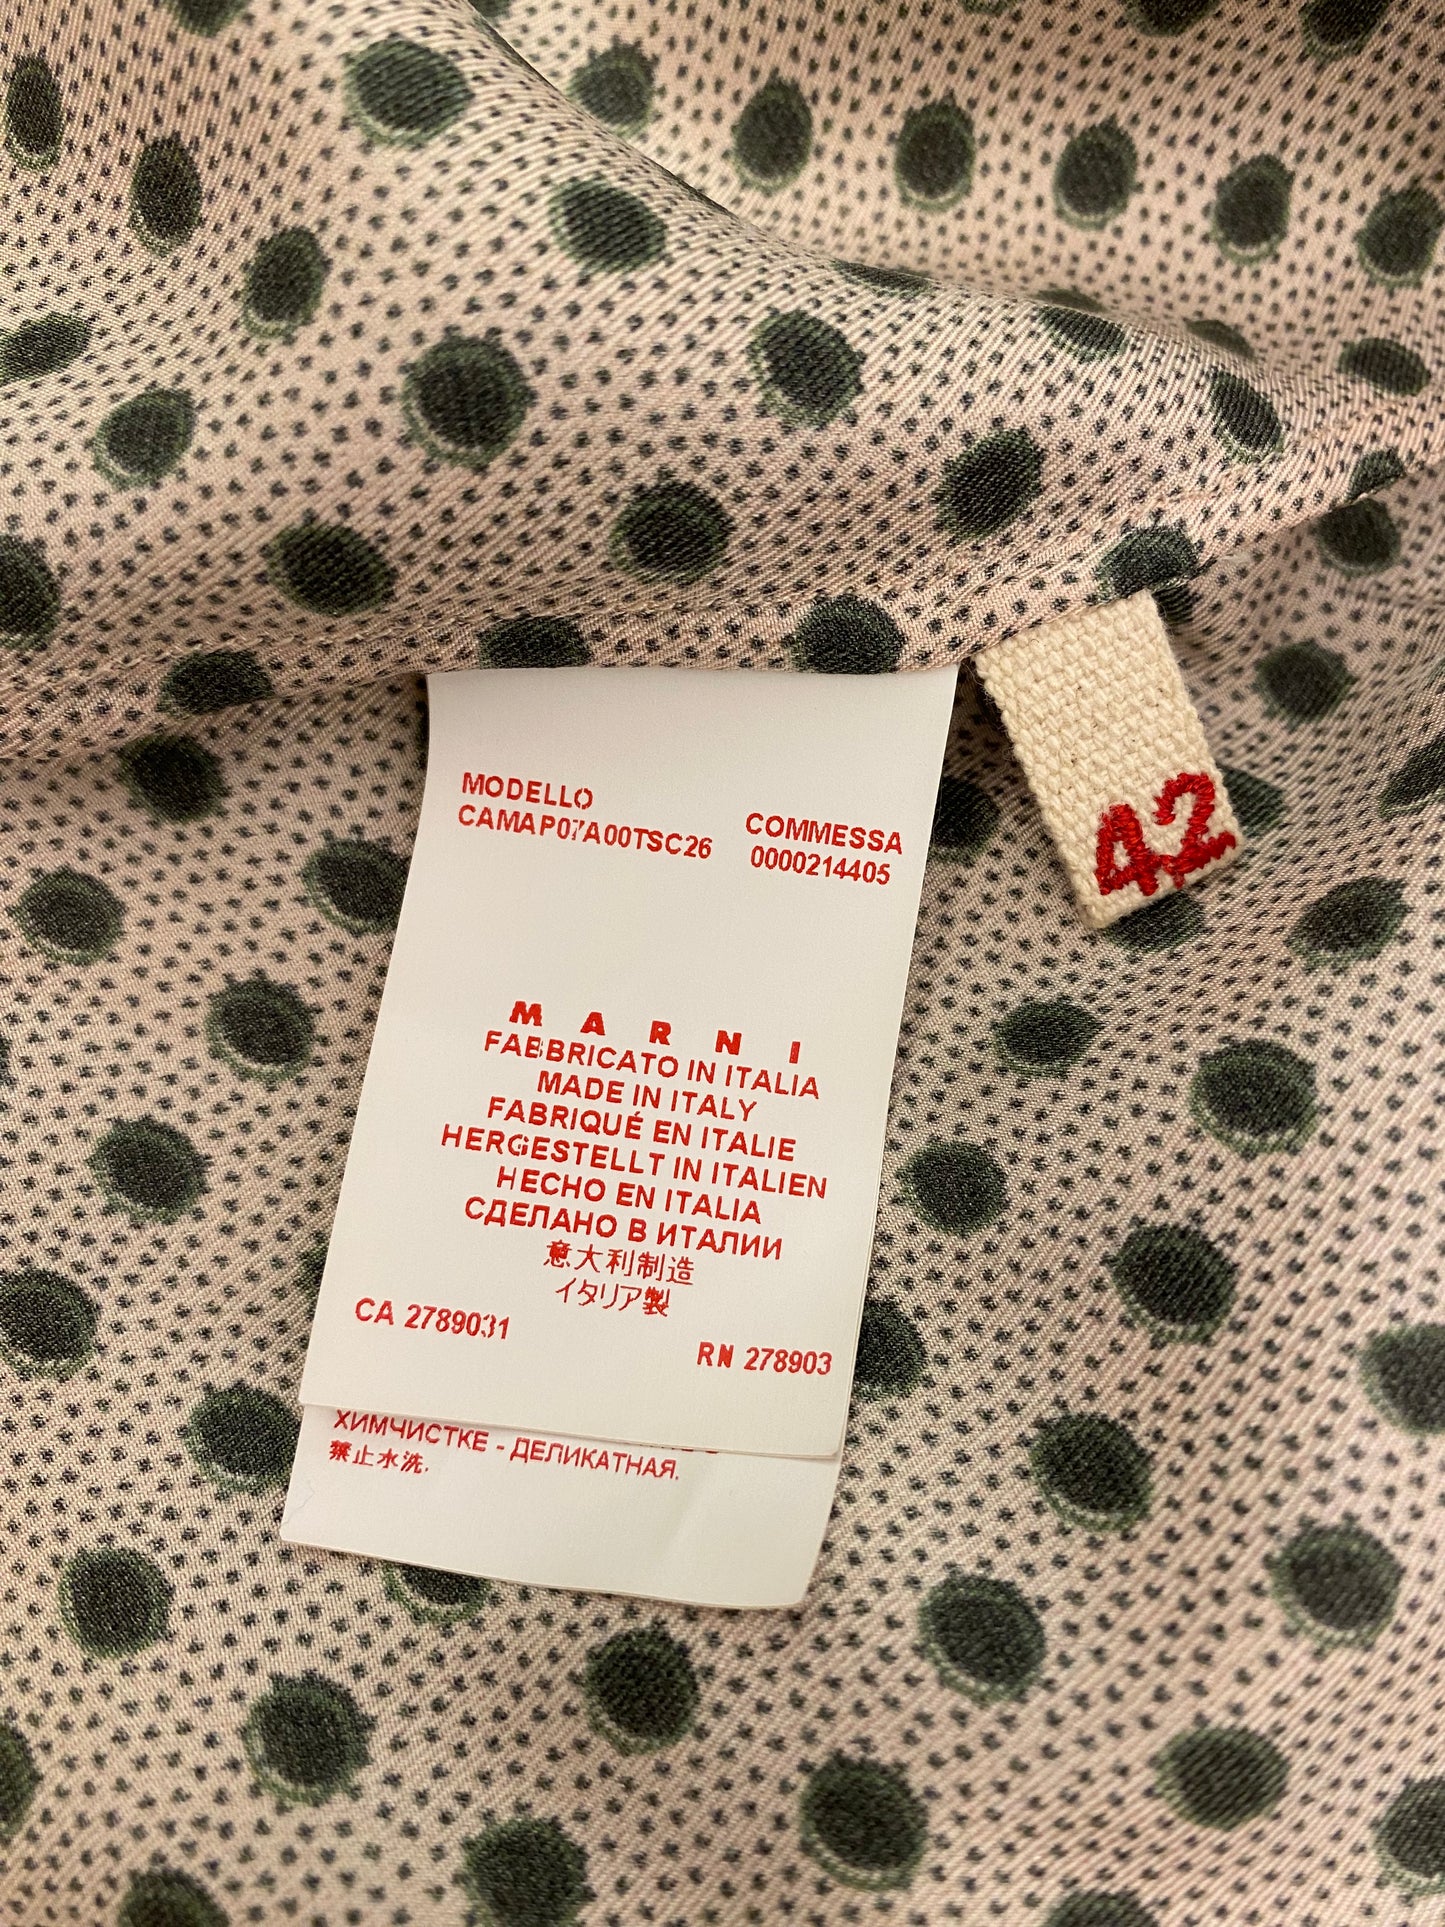 MODELLO
CAMAP07A00TSC26
COMMESSA
0000214405
42
MARNI
FABBRICATO IN ITALIA
MADE IN ITALY
FABRIQUÉ EN ITALIE
HERGESTELLT IN ITALIEN
HECHO EN ITALIA
СДЕЛАНО В ИТАЛИИ
意大利制造
イタリア製
CA 2789031
RN 278903
ХИМЧИСТКЕ - ДЕЛИКАТНАЯ.
禁止水洗.